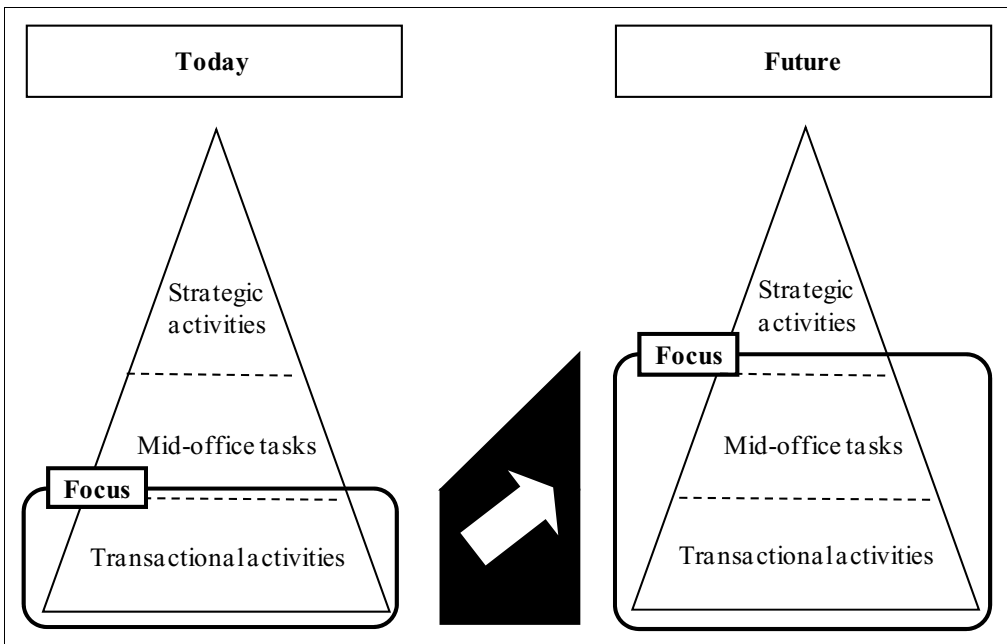 Today
Strategic
activities
Mid-office tasks
Focus
Transactional activities
Future
Strategic
activities
Focus
Mid-office tasks
Transactional activities